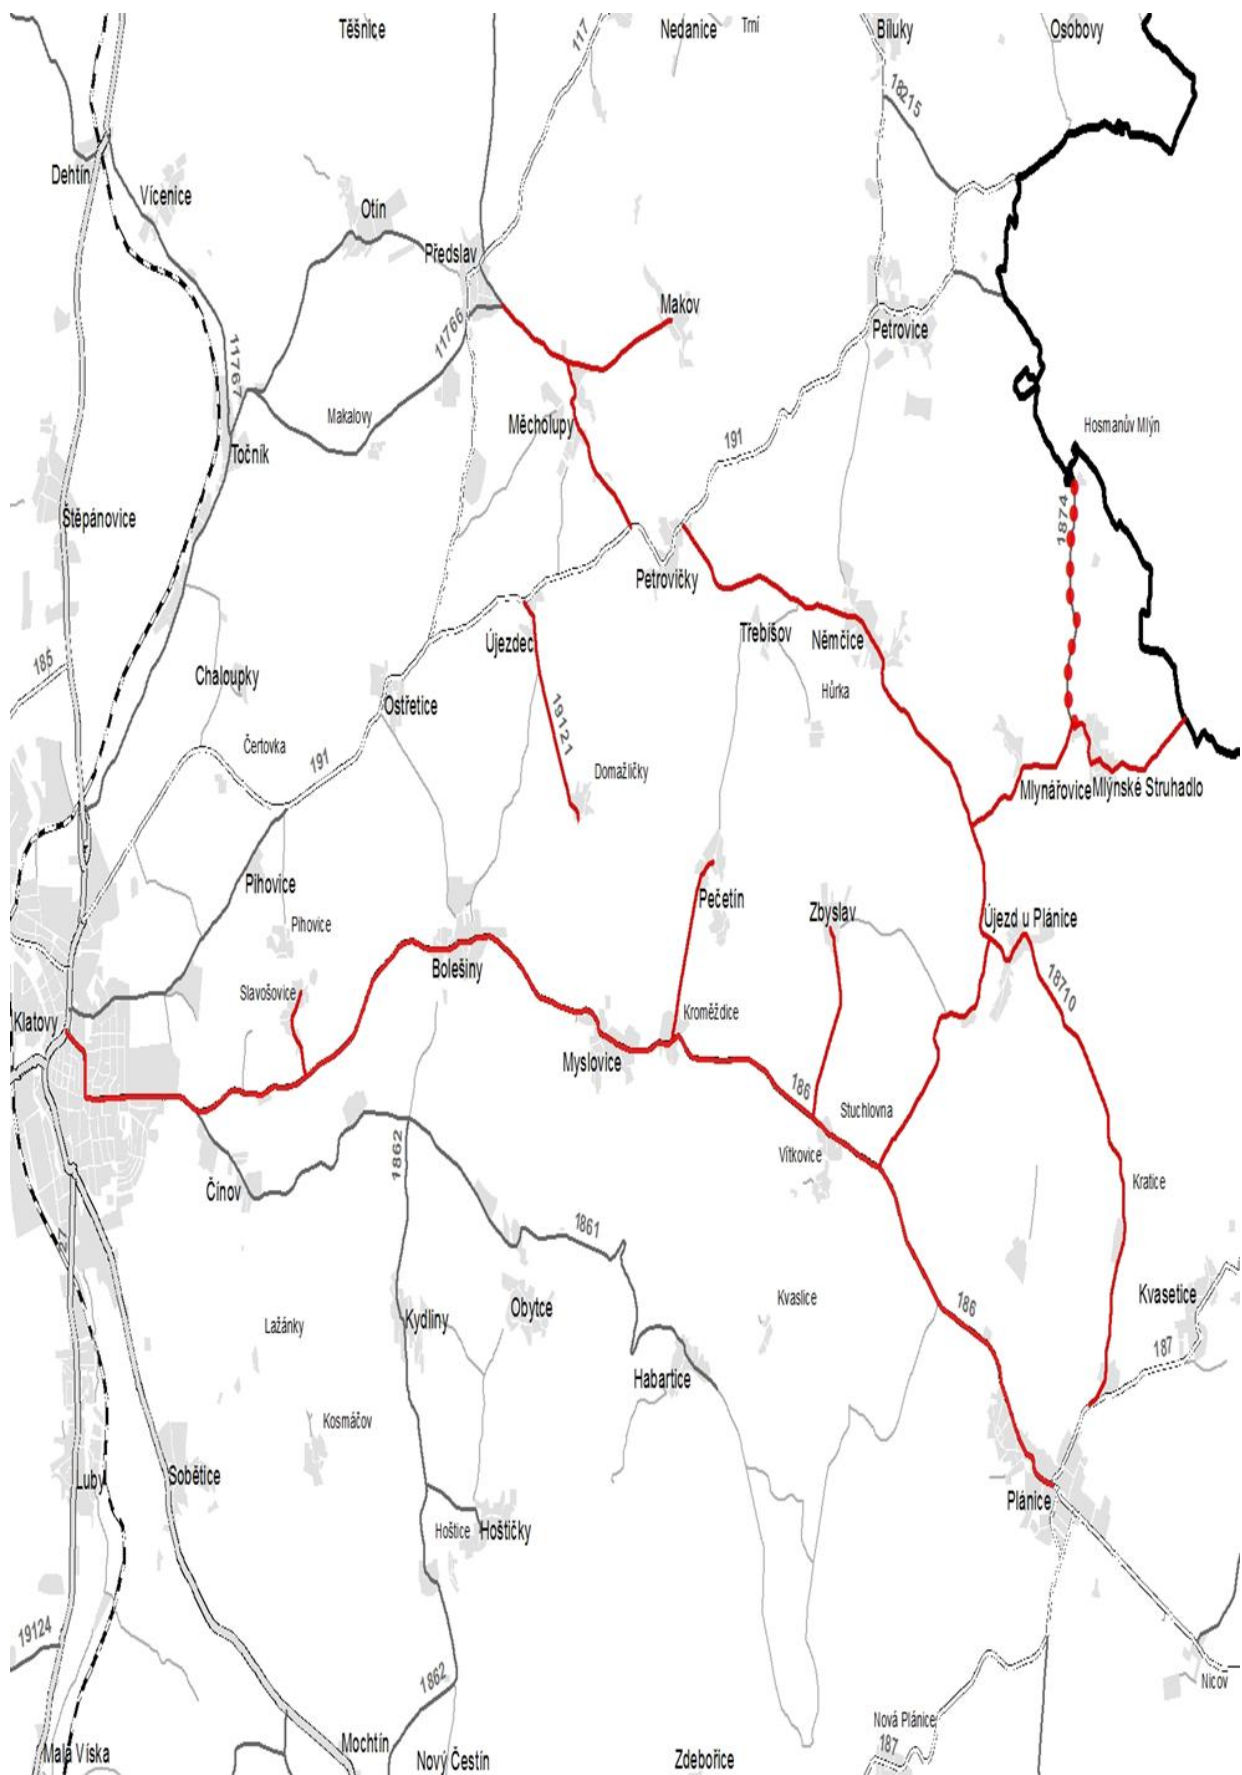 Těšnice
Nedanice
Trní
Bíluky
Osobovy
117
18215
Dehtín
Vícenice
Otín
Předslav
Makov
11766
Petrovice
11767
Makalovy
Měcholupy
Točník
191
Hosmanův Mlýn
Štěpánovice
1874
Petrovičky
Újezdec
Třebíšov
Němčice
185
Chaloupky
Ostřetice
Hůrka
19121
Čertovka
191
Domažličky
Mlynářovice
Mlýnské Struhadlo
Pihovice
Pečetín
Zbyslav
Újezd u Plánice
Pihovice
Bolešiny
18710
Slavošovice
Klatovy
Kroměždice
Myslovice
186
Stuchlovna
1862
Vítkovice
Čínov
Kratice
27
1861
Obytce
Kvaslice
Kvasetice
Lažánky
Kydliny
186
187
Habartice
Kosmáčov
Luby
Sobětice
Plánice
Hoštice
Hoštičky
19124
1862
Nicov
Nová Plánice
187
Malá Víska
Mochtín
Nový Čestín
Zdebořice